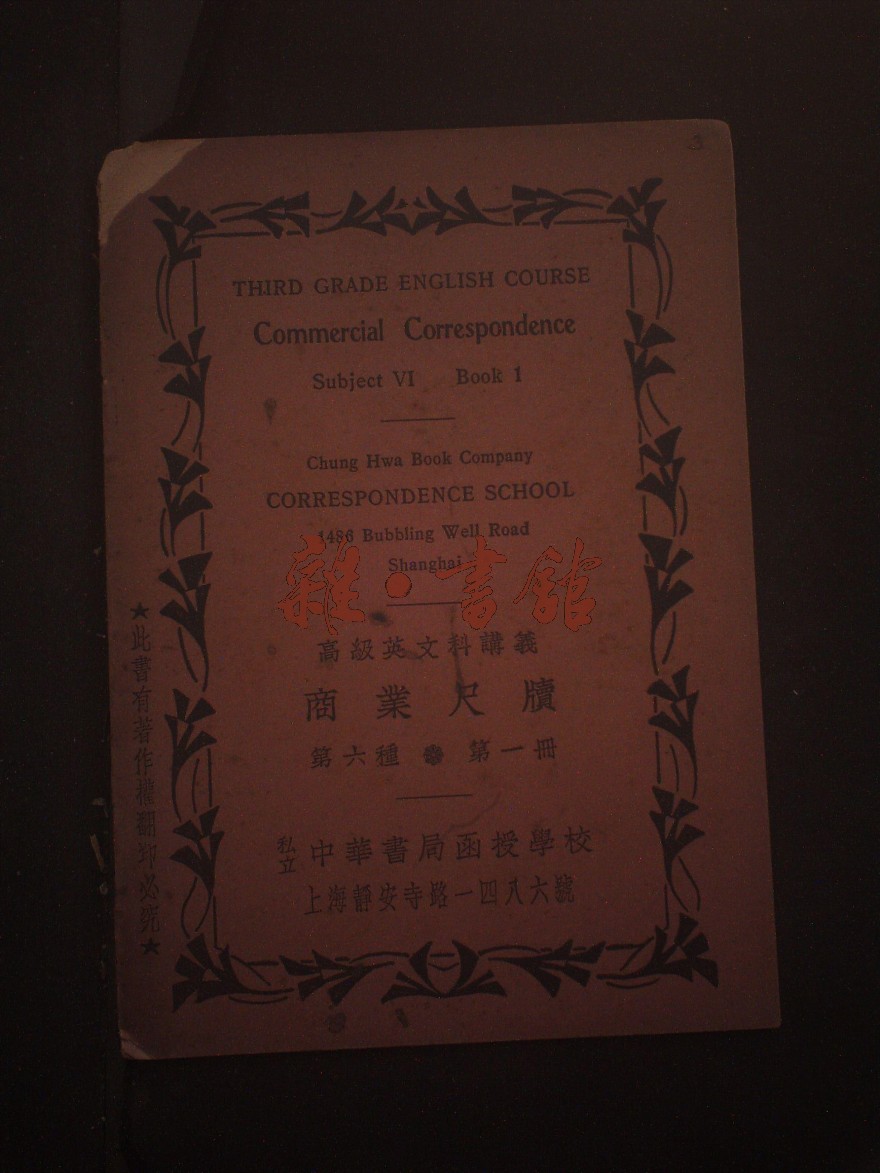 3
THIRD GRADE ENGLISH COURSE
Commercial Correspondence
Subject VI Book 1
Chung Hwa Book Company
CORRESPONDENCE SCHOOL
1486 Bubbling Well Road
Shanghai
雜·書館
高級英文科講義
商業尺牘
第六種 第一冊
私立 中華書局函授學校
上海靜安寺路一四八六號
★此書有著作權翻印必究★